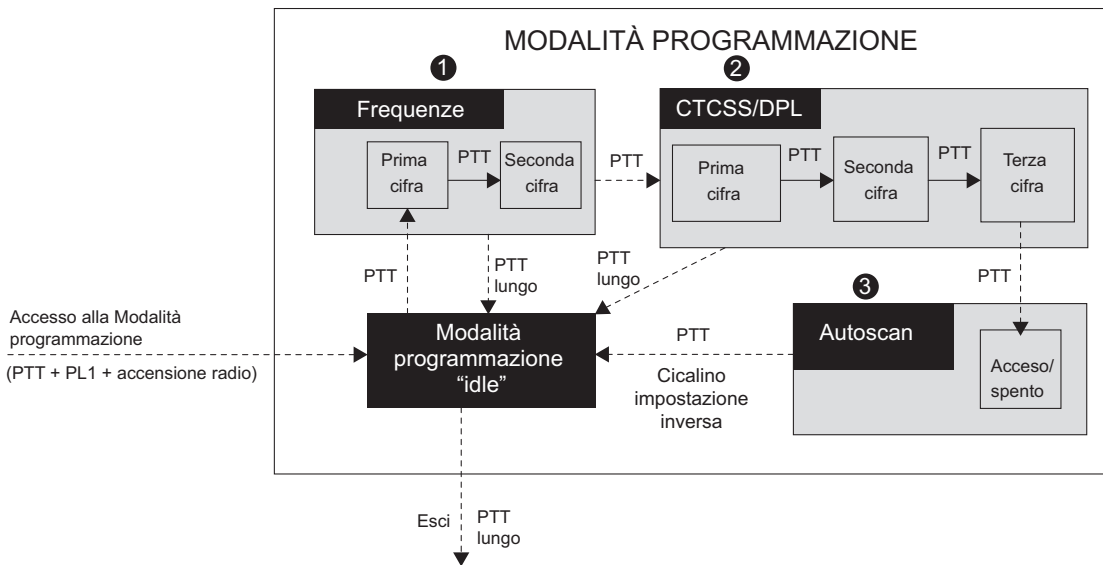 MODALITÀ PROGRAMMAZIONE
1
Frequenze
Prima
cifra
PTT
Seconda
cifra
PTT
2
CTCSS/DPL
Prima
cifra
PTT
Seconda
cifra
PTT
Terza
cifra
PTT
PTT
lungo
PTT
lungo
PTT
3
Autoscan
Acceso/
spento
Accesso alla Modalità
programmazione
(PTT + PL1 + accensione radio)
Modalità
programmazione
“idle”
PTT
Cicalino
impostazione
inversa
Esci
PTT
lungo